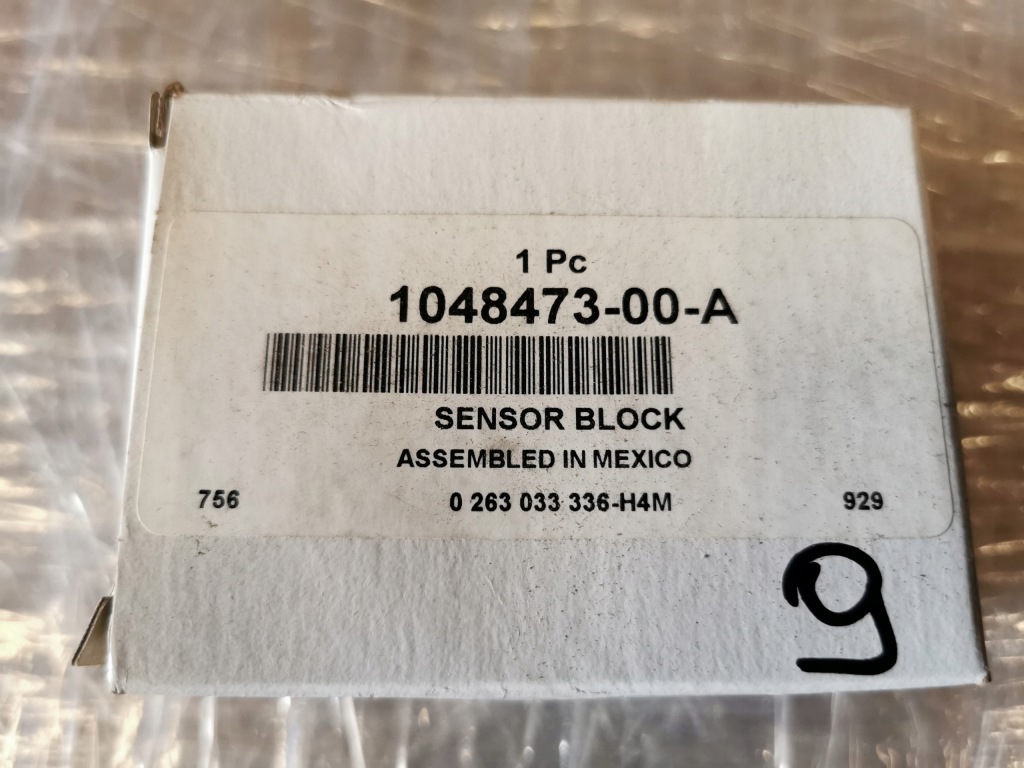 1 Pc
1048473-00-A
SENSOR BLOCK
ASSEMBLED IN MEXICO
756 0 263 033 336-H4M 929
9